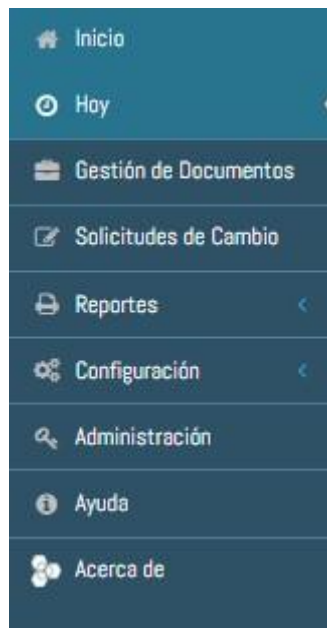 Inicio
Hoy
Gestión de Documentos
Solicitudes de Cambio
Reportes
Configuración
Administración
Ayuda
Acerca de